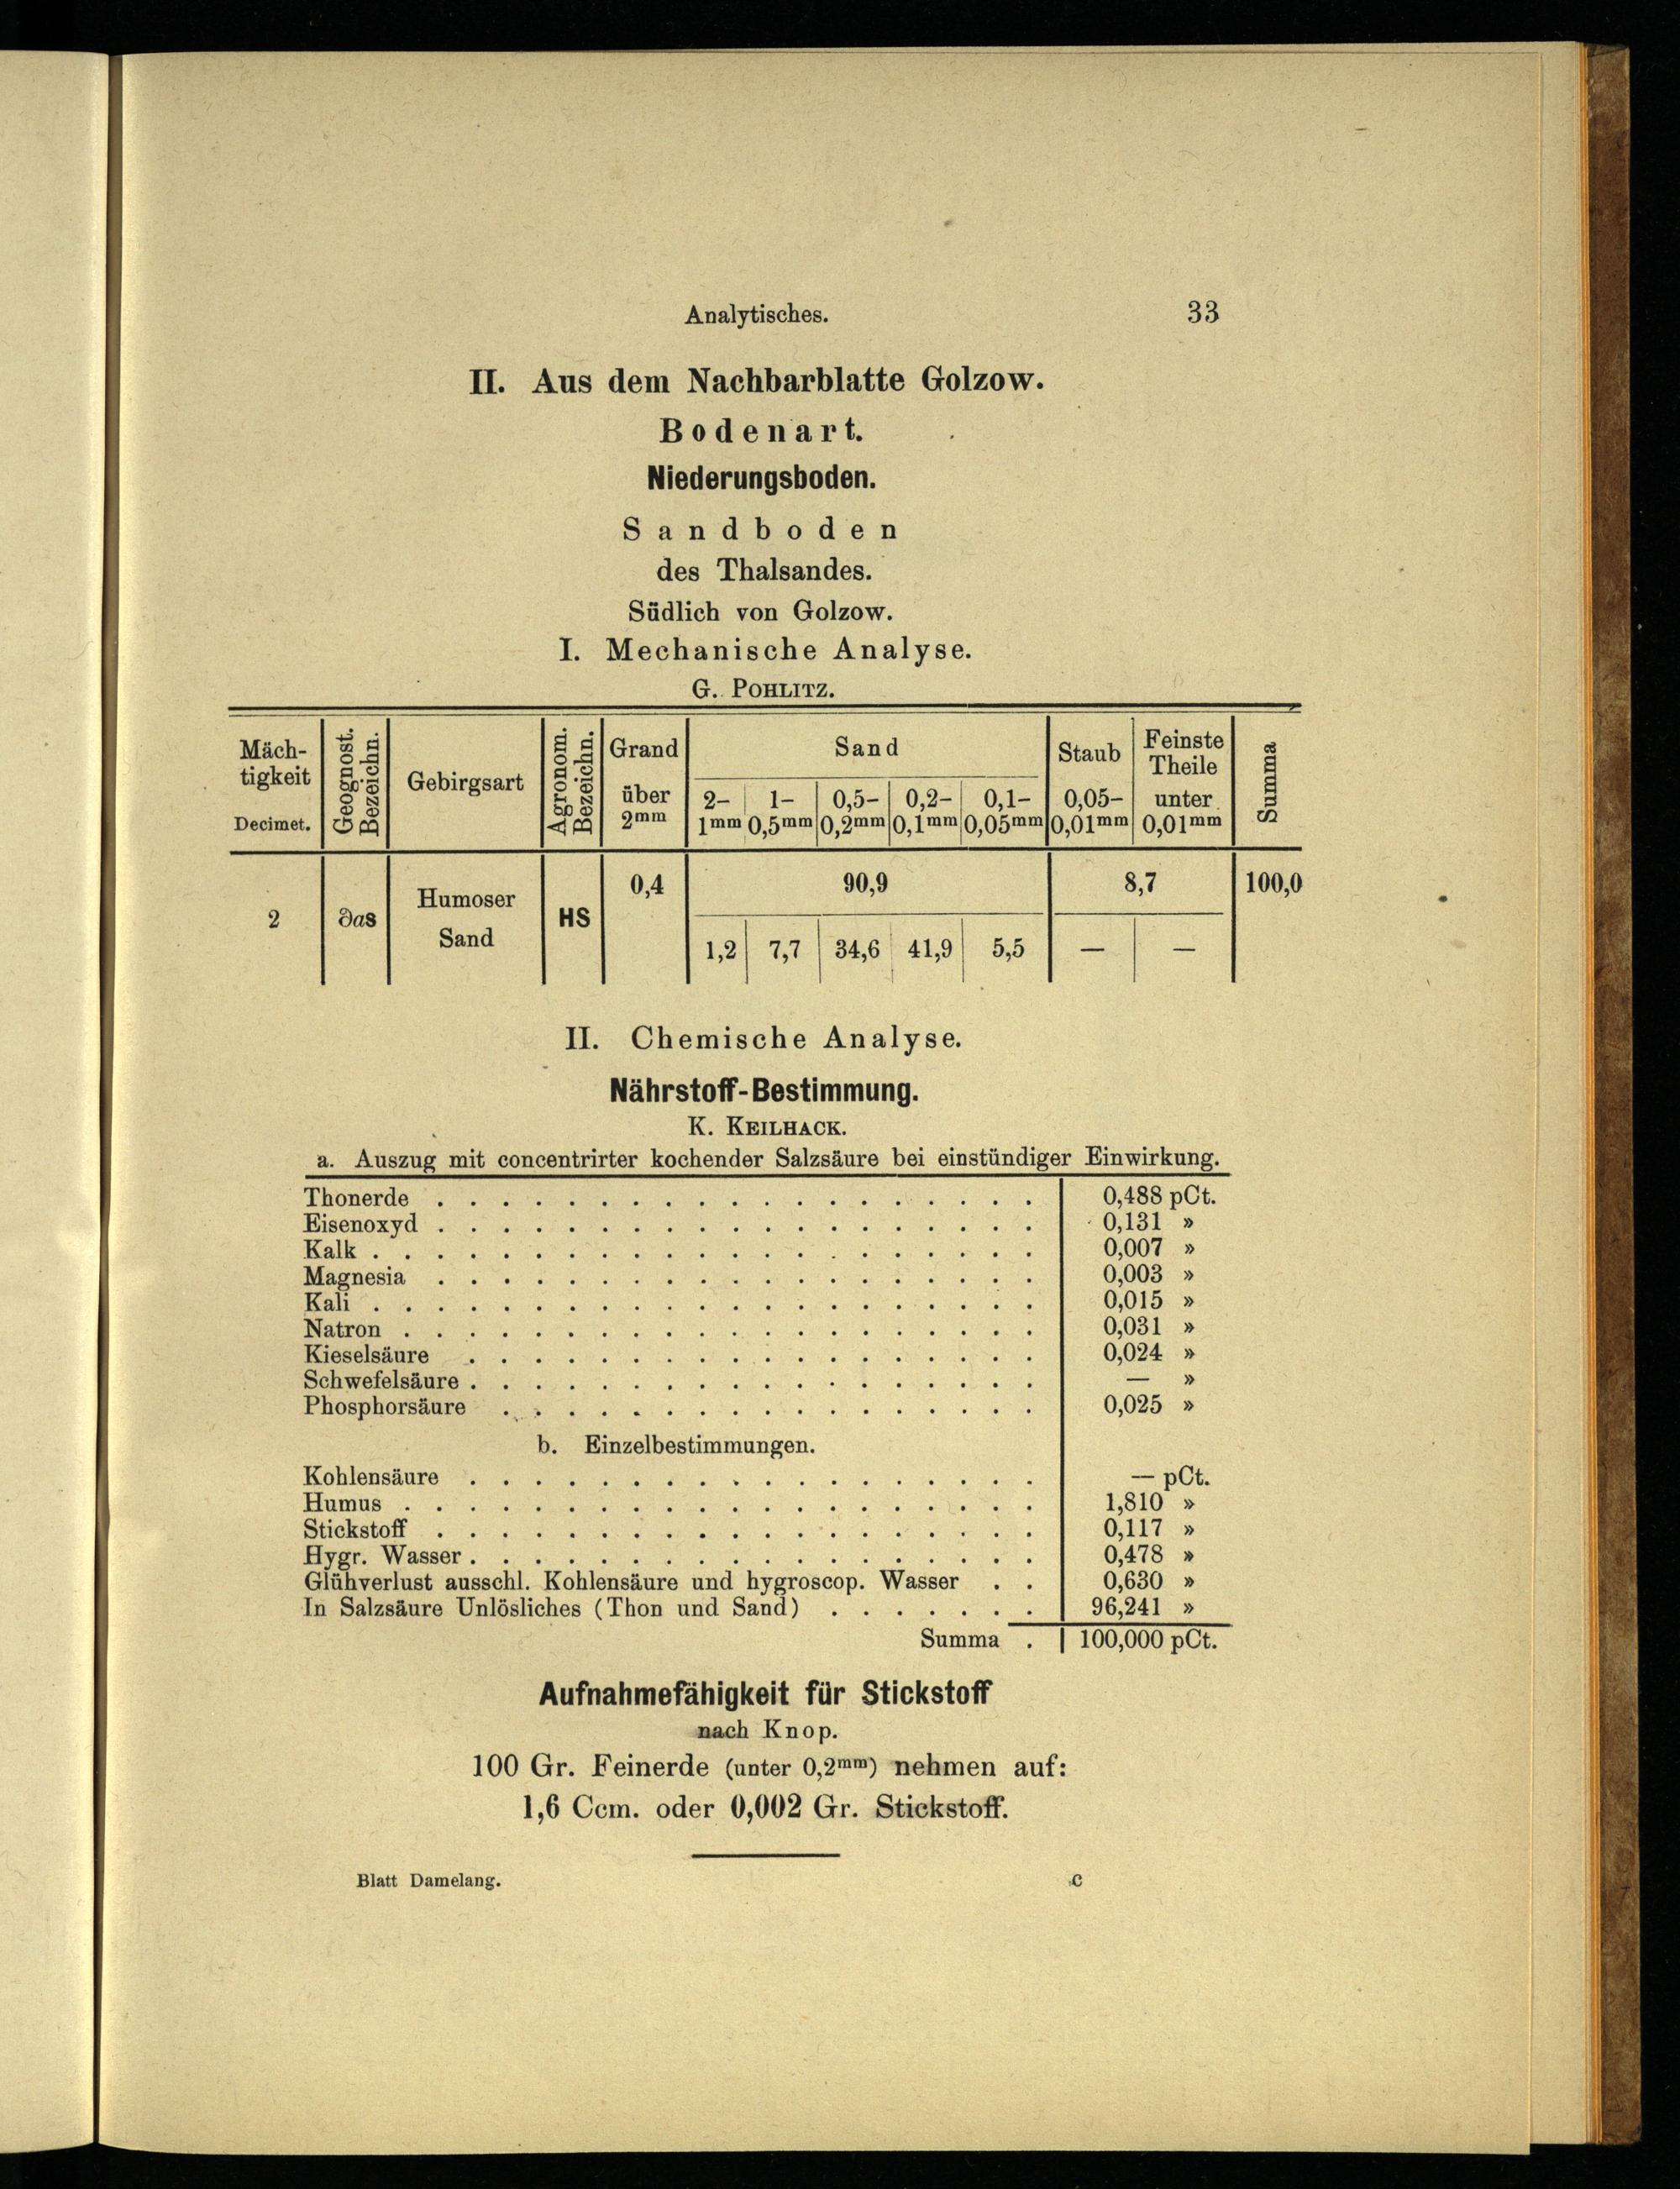 Analytisches. 33
II. Aus dem Nachbarblatte Golzow.
Bodenart.
Niederungsboden.
Sandboden
des Thalsandes.
Südlich von Golzow.
I. Mechanische Analyse.
G. POHLITZ.
Mäch- tigkeit Decimet. Geognost. Bezeichn. Gebirgsart Agronom. Bezeichn. Grand über 2mm Sand Staub Feinste Theile Summa
2- 1mm 1- 0,5mm 0,5- 0,2mm 0,2- 0,1mm 0,1- 0,05mm 0,05- 0,01mm unter 0,01mm
2 ∂as Humoser Sand HS 0,4 90,9 8,7 100,0
1,2 7,7 34,6 41,9 5,5 — —
II. Chemische Analyse.
Nährstoff-Bestimmung.
K. KEILHACK.
a. Auszug mit concentrirter kochender Salzsäure bei einstündiger Einwirkung.
Thonerde . . . . . . . . . . . . . . . . . . . 0,488 pCt.
Eisenoxyd . . . . . . . . . . . . . . . . . . . 0,131 »
Kalk . . . . . . . . . . . . . . . . . . . . . 0,007 »
Magnesia . . . . . . . . . . . . . . . . . . . 0,003 »
Kali . . . . . . . . . . . . . . . . . . . . . 0,015 »
Natron . . . . . . . . . . . . . . . . . . . . 0,031 »
Kieselsäure . . . . . . . . . . . . . . . . . . 0,024 »
Schwefelsäure . . . . . . . . . . . . . . . . . . — »
Phosphorsäure . . . . . . . . . . . . . . . . . 0,025 »
b. Einzelbestimmungen.
Kohlensäure . . . . . . . . . . . . . . . . . . — pCt.
Humus . . . . . . . . . . . . . . . . . . . . 1,810 »
Stickstoff . . . . . . . . . . . . . . . . . . . 0,117 »
Hygr. Wasser . . . . . . . . . . . . . . . . . . 0,478 »
Glühverlust ausschl. Kohlensäure und hygroscop. Wasser . . 0,630 »
In Salzsäure Unlösliches (Thon und Sand) . . . . . . . 96,241 »
Summa . 100,000 pCt.
Aufnahmefähigkeit für Stickstoff
nach Knop.
100 Gr. Feinerde (unter 0,2mm) nehmen auf:
1,6 Ccm. oder 0,002 Gr. Stickstoff.
Blatt Damelang. C